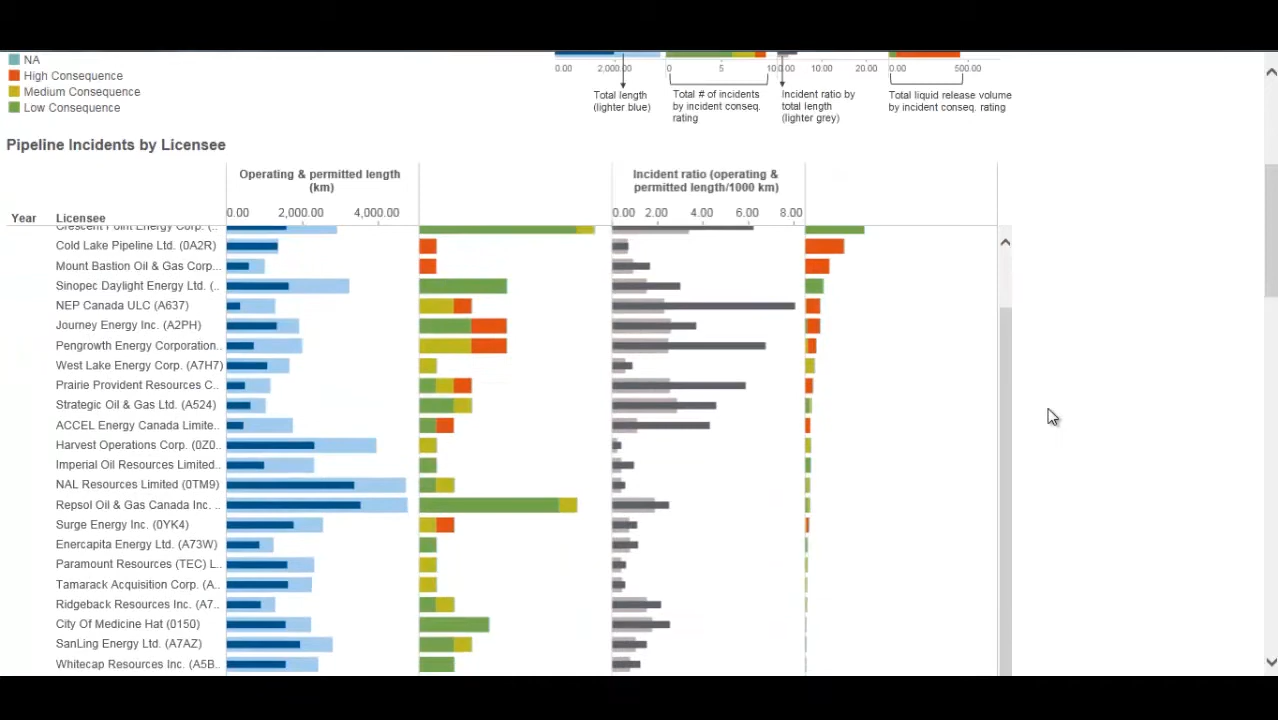 NA
High Consequence
Medium Consequence
Low Consequence
0.00 2,000.00 0 5 10 0.00 10.00 20.00 0.00 500.00
Total length
(lighter blue)
Total # of incidents
by incident conseq.
rating
Incident ratio by
total length
(lighter grey)
Total liquid release volume
by incident conseq. rating
Pipeline Incidents by Licensee
Operating & permitted length
(km)
Incident ratio (operating &
permitted length/1000 km)
0.00 2,000.00 4,000.00 0.00 2.00 4.00 6.00 8.00
Year Licensee
Crescent Point Energy Corp. (..
Cold Lake Pipeline Ltd. (0A2R)
Mount Bastion Oil & Gas Corp...
Sinopec Daylight Energy Ltd. (..
NEP Canada ULC (A637)
Journey Energy Inc. (A2PH)
Pengrowth Energy Corporation..
West Lake Energy Corp. (A7H7)
Prairie Provident Resources C..
Strategic Oil & Gas Ltd. (A524)
ACCEL Energy Canada Limite..
Harvest Operations Corp. (0Z0..
Imperial Oil Resources Limited..
NAL Resources Limited (0TM9)
Repsol Oil & Gas Canada Inc. ..
Surge Energy Inc. (0YK4)
Enercapita Energy Ltd. (A73W)
Paramount Resources (TEC) L..
Tamarack Acquisition Corp. (A..
Ridgeback Resources Inc. (A7..
City Of Medicine Hat (0150)
SanLing Energy Ltd. (A7AZ)
Whitecap Resources Inc. (A5B..